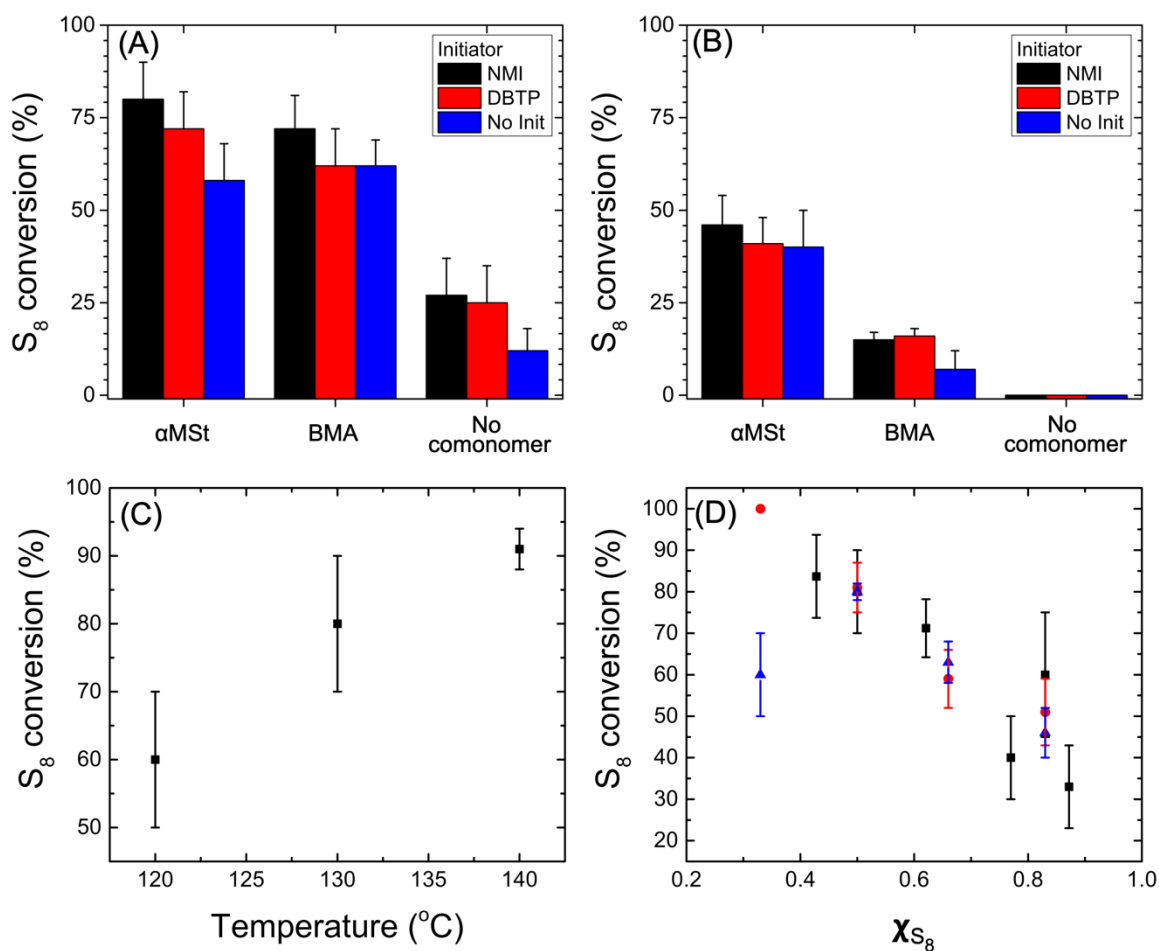 (A)
S₈ conversion (%)
100
75
50
25
0
Initiator
NMI
DBTP
No Init
αMSt
BMA
No
comonomer
(B)
S₈ conversion (%)
100
75
50
25
0
Initiator
NMI
DBTP
No Init
αMSt
BMA
No
comonomer
(C)
S₈ conversion (%)
100
90
80
70
60
50
120
125
130
135
140
Temperature (°C)
(D)
S₈ conversion (%)
100
90
80
70
60
50
40
30
20
0.2
0.4
0.6
0.8
1.0
χS₈